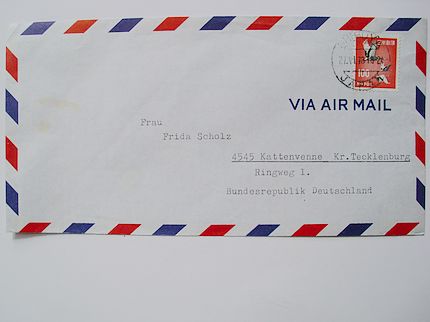 100
VIA AIR MAIL
Frau
Frida Scholz
4545 Kattenvenne Kr.Tecklenburg
Ringweg 1.
Bundesrepublik Deutschland